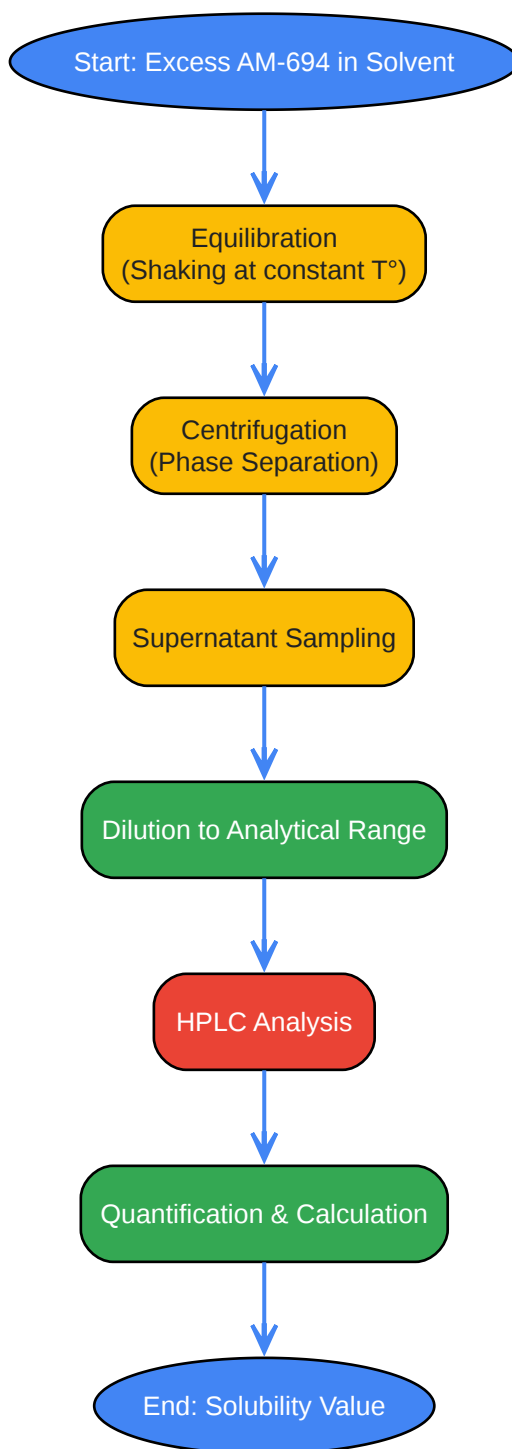 Start: Excess AM-694 in Solvent
Equilibration
(Shaking at constant T°)
Centrifugation
(Phase Separation)
Supernatant Sampling
Dilution to Analytical Range
HPLC Analysis
Quantification & Calculation
End: Solubility Value